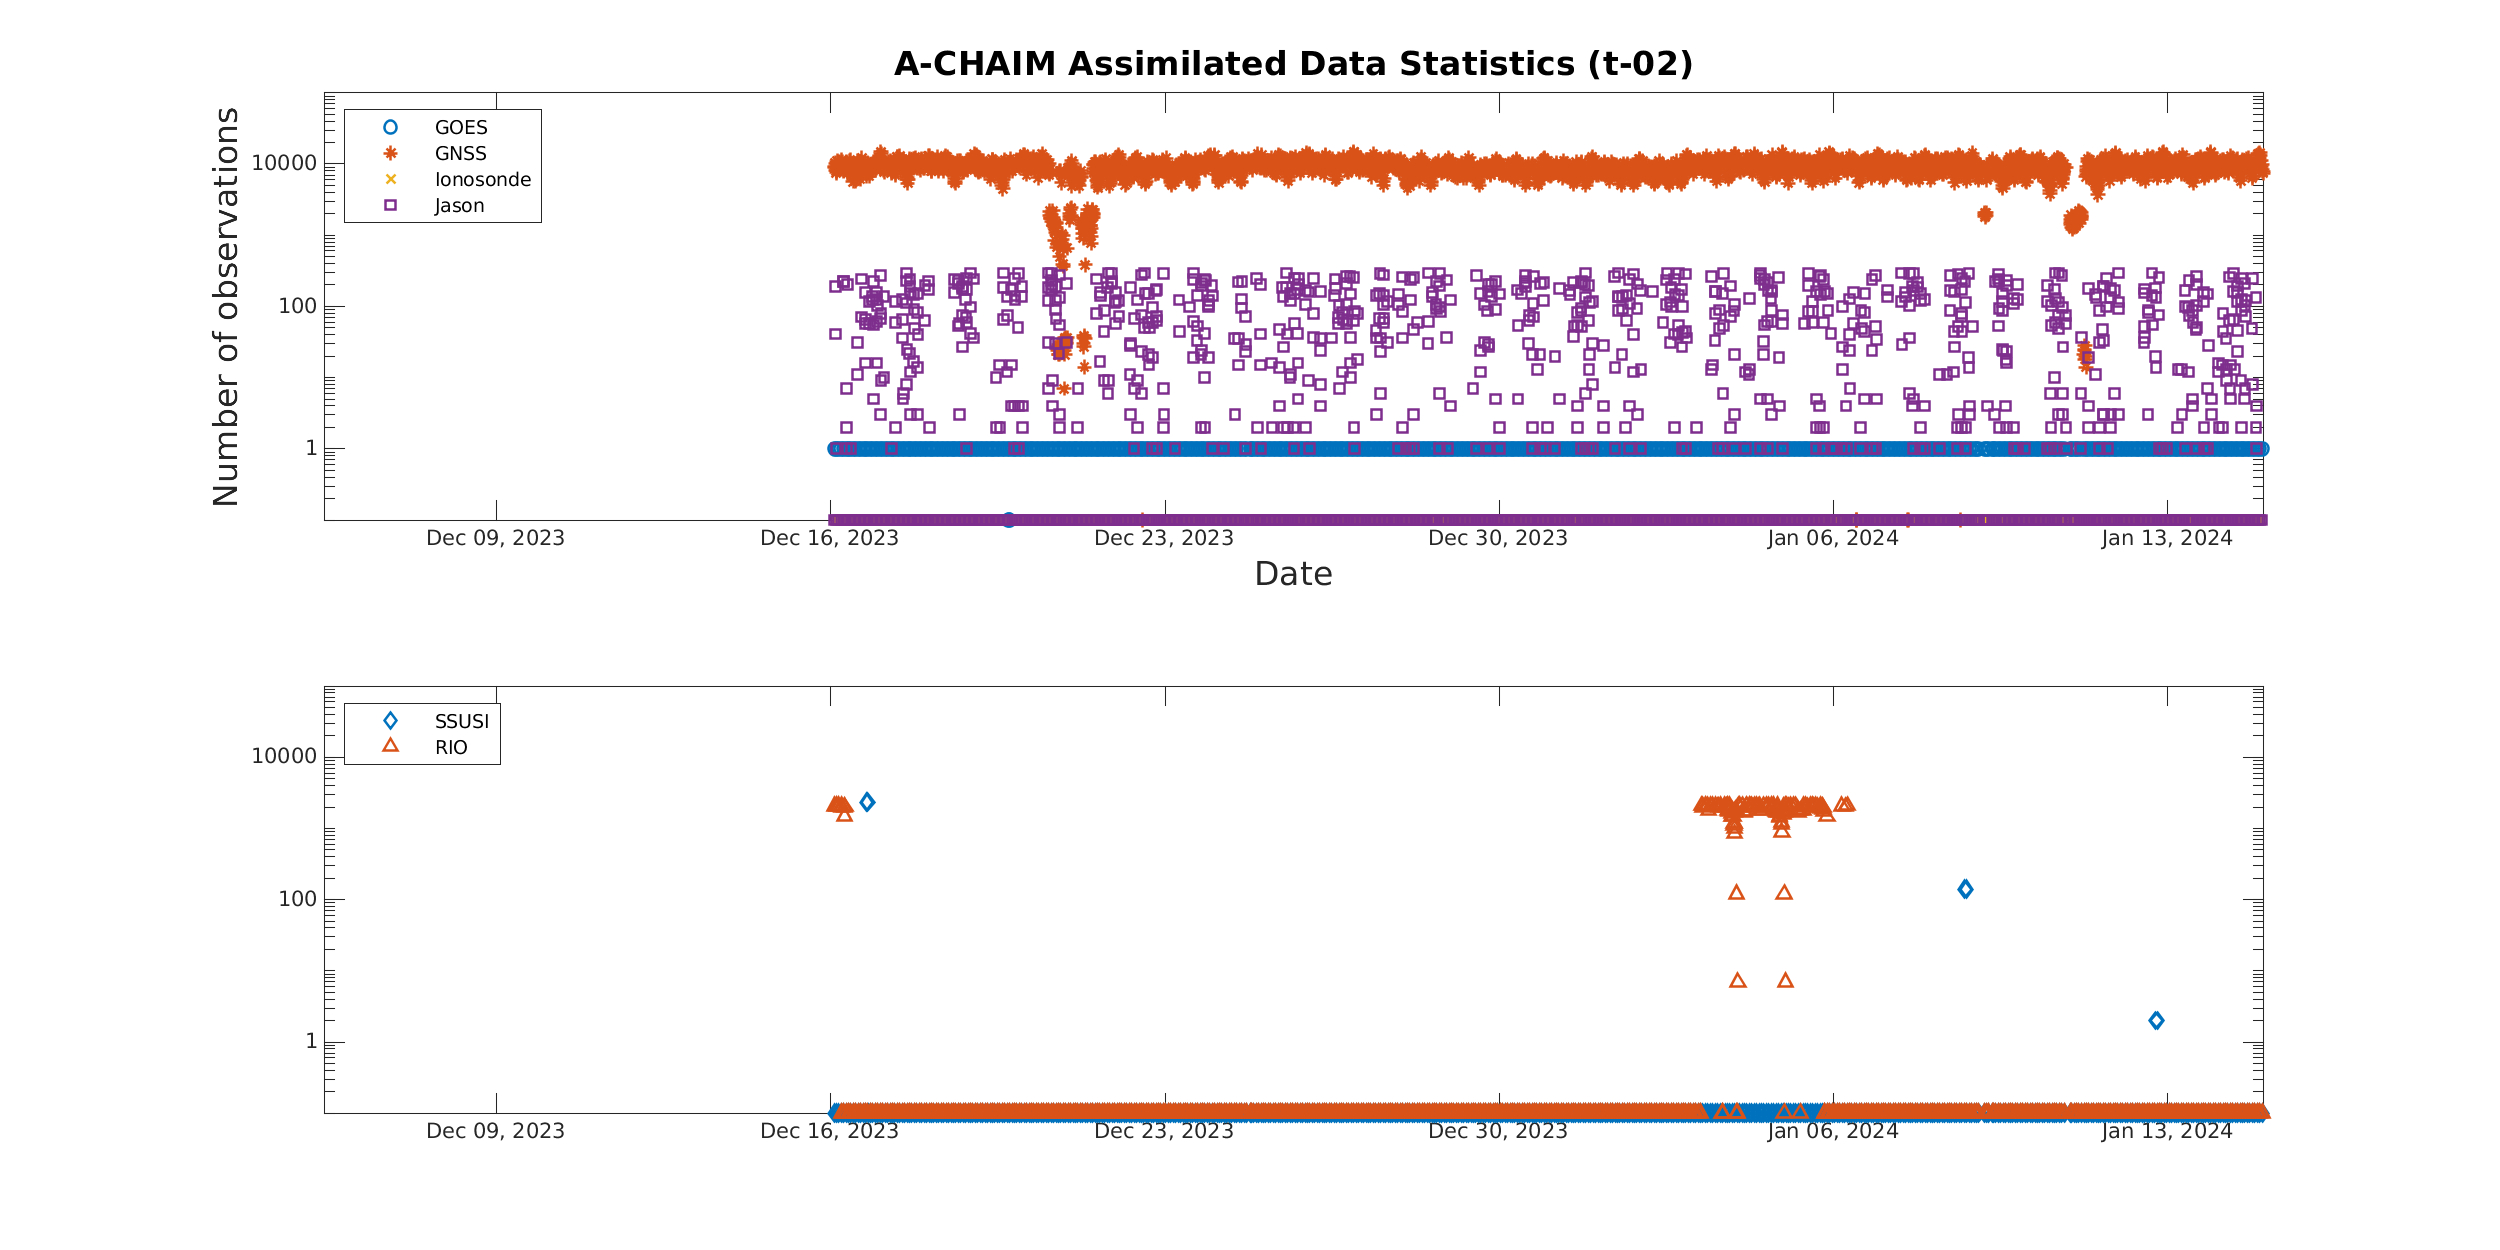 A-CHAIM Assimilated Data Statistics (t-02)
Number of observations
10000
100
1
GOES
GNSS
Ionosonde
Jason
Dec 09, 2023
Dec 16, 2023
Dec 23, 2023
Dec 30, 2023
Jan 06, 2024
Jan 13, 2024
Date
10000
100
1
SSUSI
RIO
Dec 09, 2023
Dec 16, 2023
Dec 23, 2023
Dec 30, 2023
Jan 06, 2024
Jan 13, 2024